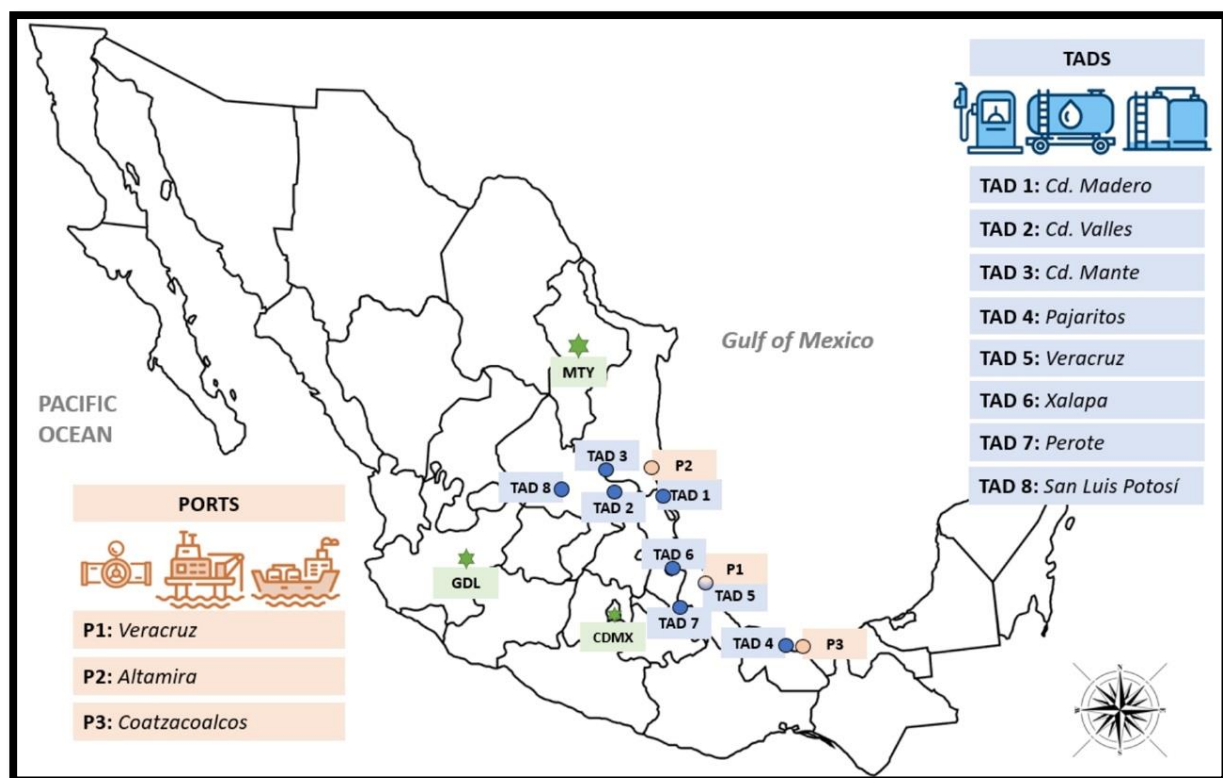 TADS
TAD 1: Cd. Madero
TAD 2: Cd. Valles
TAD 3: Cd. Mante
TAD 4: Pajaritos
TAD 5: Veracruz
TAD 6: Xalapa
TAD 7: Perote
TAD 8: San Luis Potosí
Gulf of Mexico
MTY
PACIFIC
OCEAN
TAD 3
P2
TAD 8
TAD 2
TAD 1
PORTS
P1: Veracruz
P2: Altamira
P3: Coatzacoalcos
GDL
TAD 6
P1
TAD 5
TAD 7
CDMX
TAD 4
P3
N